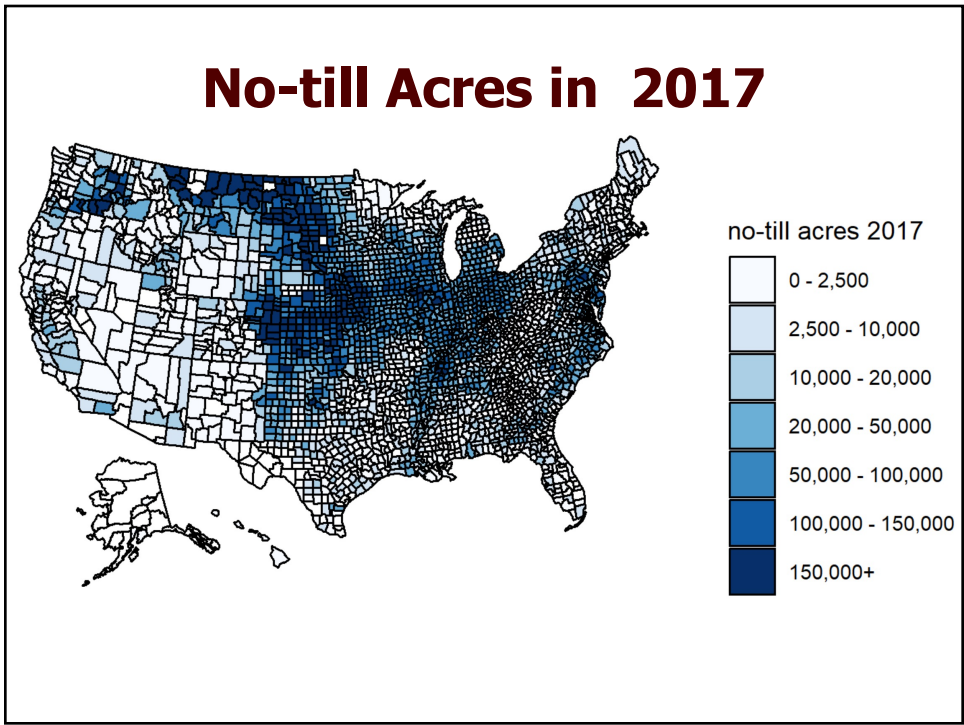 No-till Acres in  2017
no-till acres 2017
0 - 2,500
2,500 - 10,000
10,000 - 20,000
20,000 - 50,000
50,000 - 100,000
100,000 - 150,000
150,000+